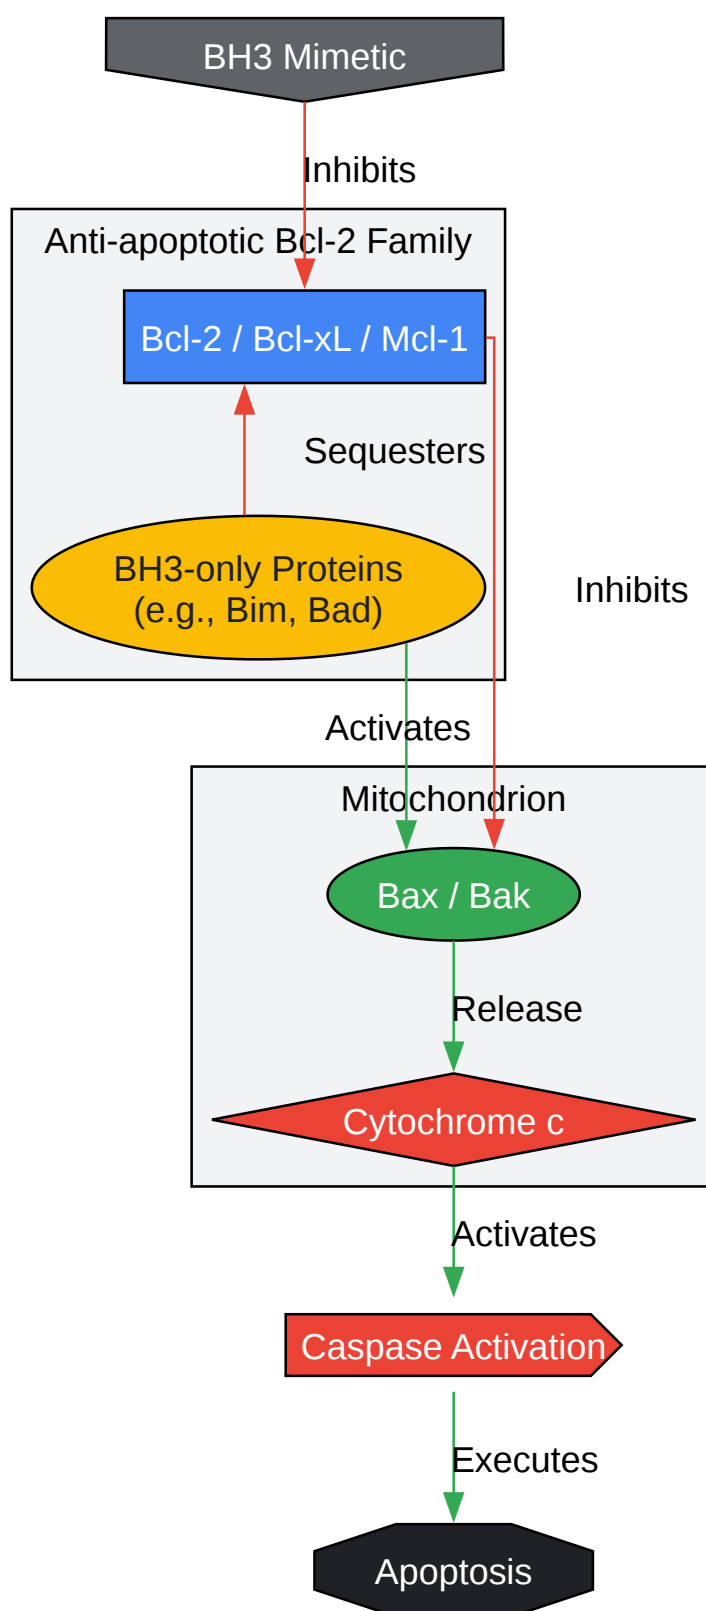 BH3 Mimetic
Inhibits
Anti-apoptotic Bcl-2 Family
Bcl-2 / Bcl-xL / Mcl-1
Sequesters
BH3-only Proteins
(e.g., Bim, Bad)
Inhibits
Activates
Mitochondrion
Bax / Bak
Release
Cytochrome c
Activates
Caspase Activation
Executes
Apoptosis